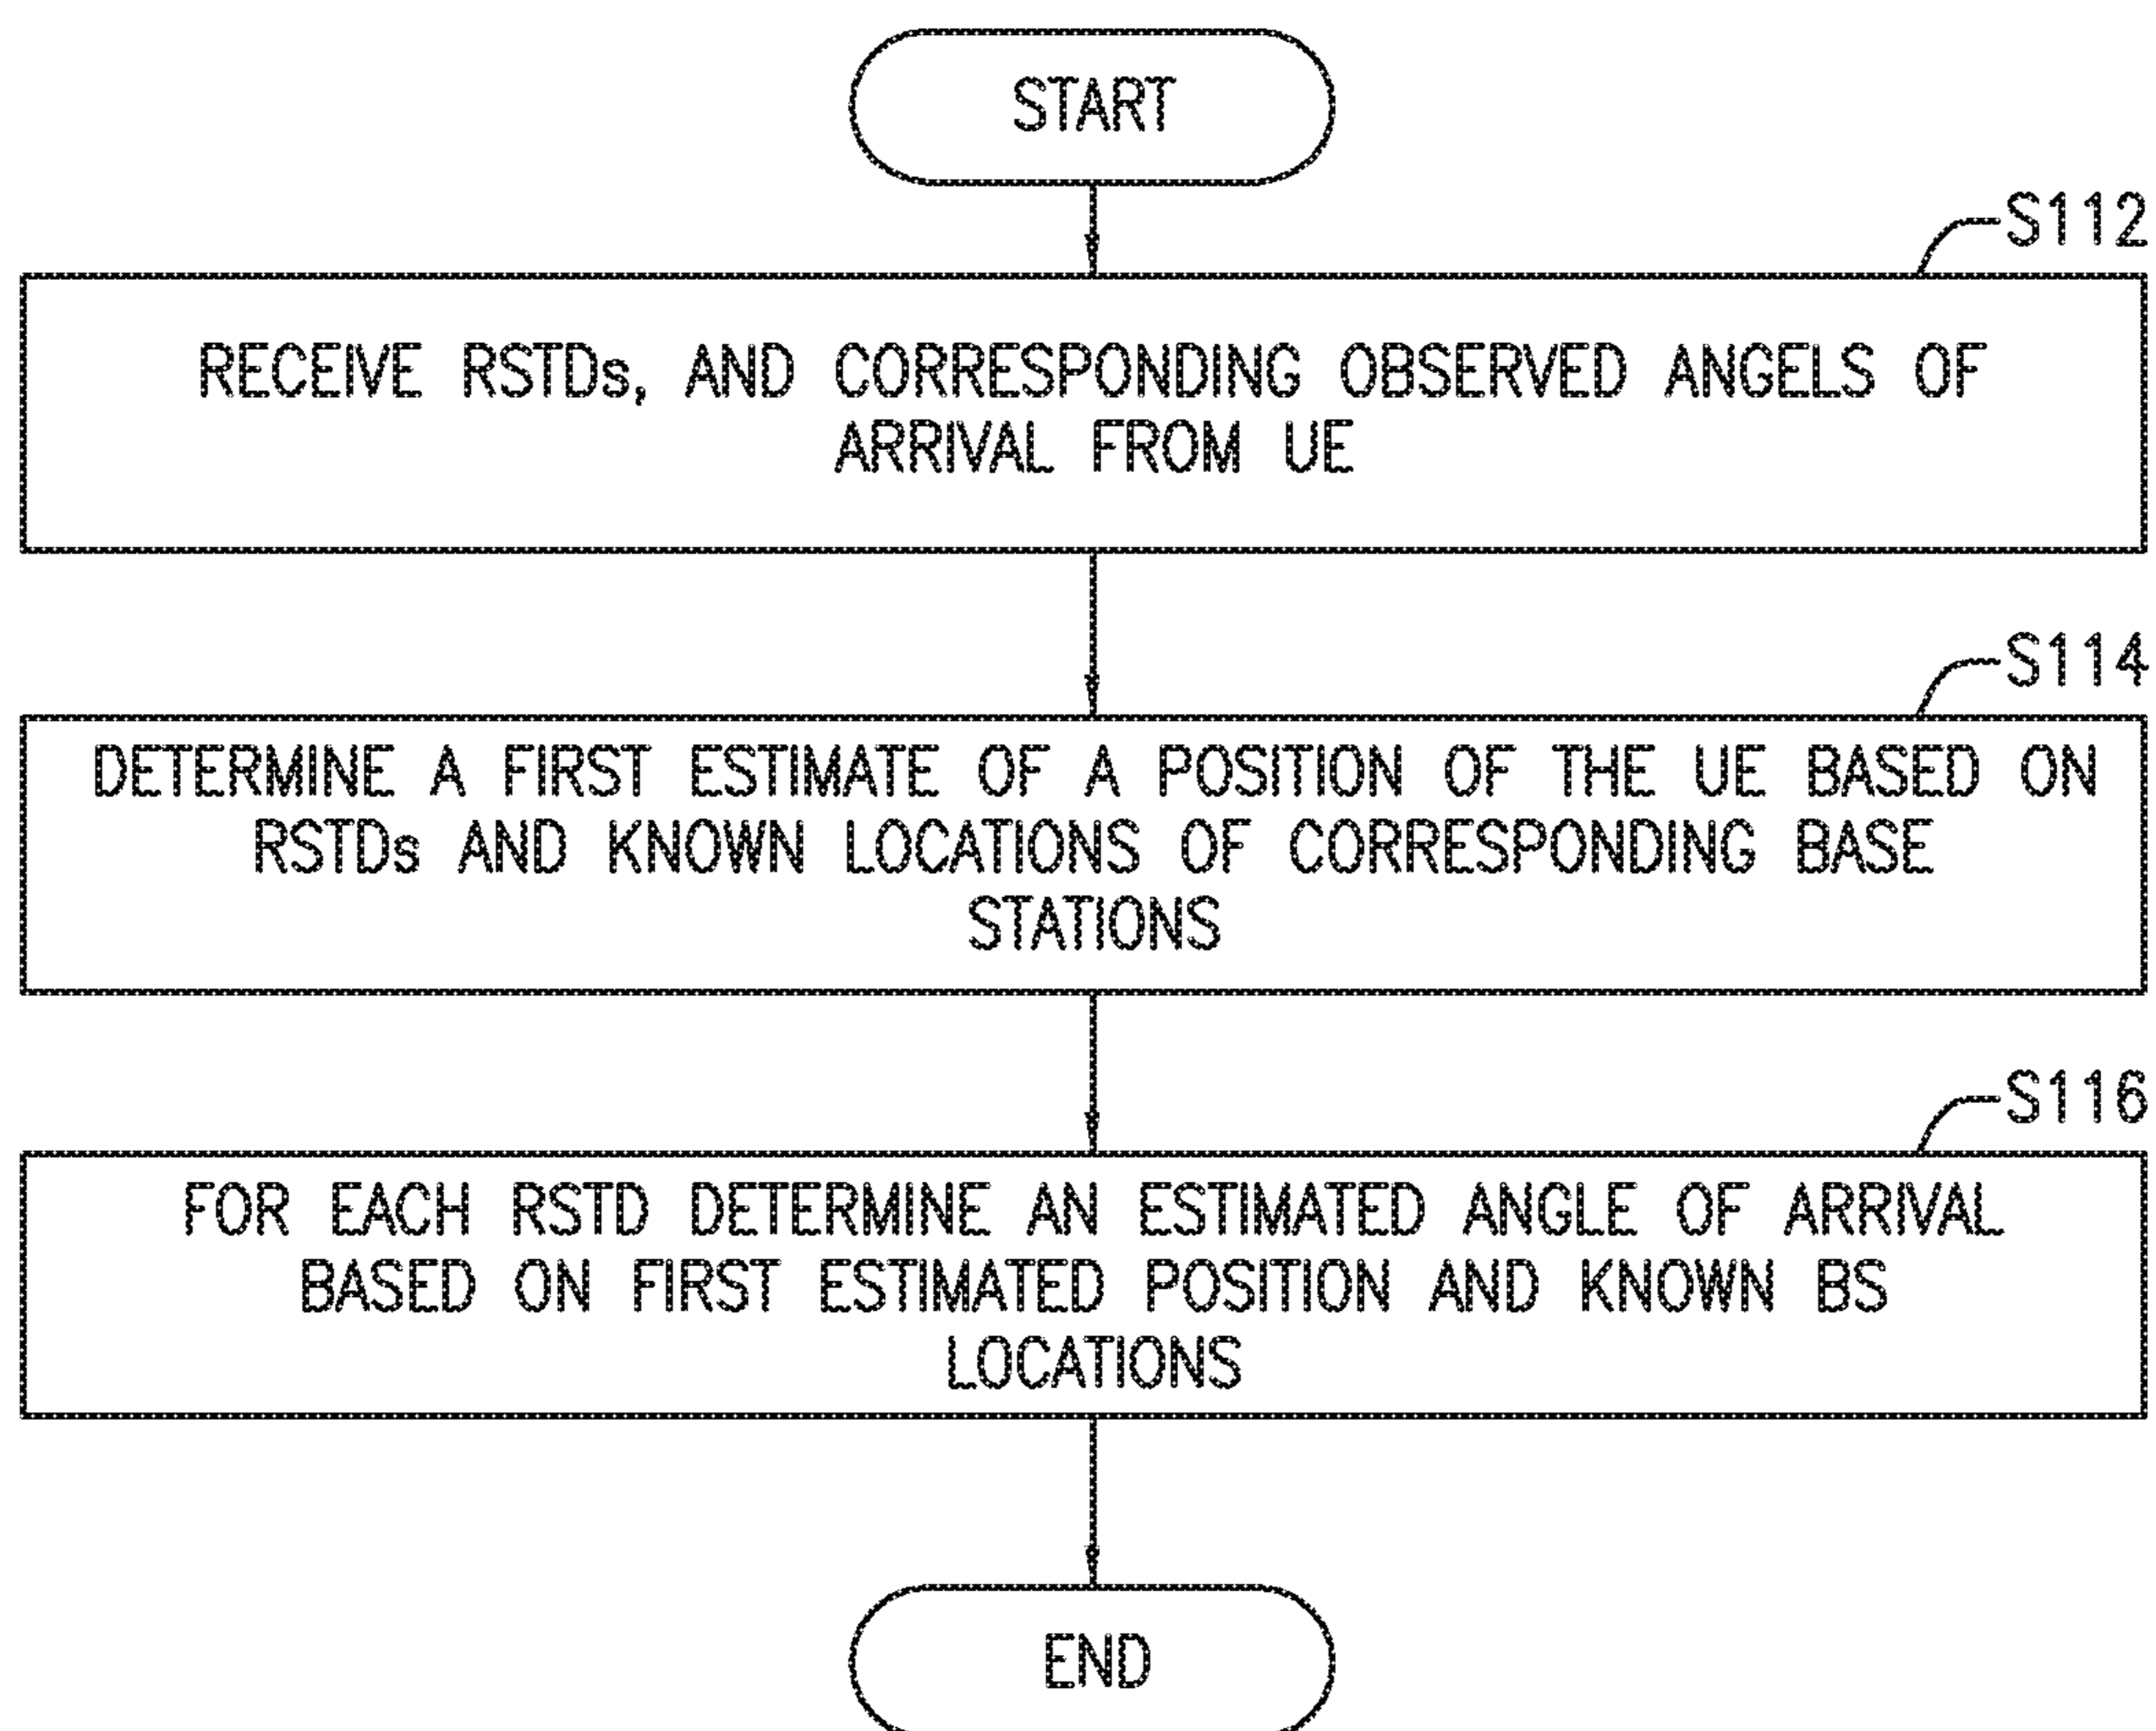 START
S112
RECEIVE RSTDs, AND CORRESPONDING OBSERVED ANGELS OF
ARRIVAL FROM UE
S114
DETERMINE A FIRST ESTIMATE OF A POSITION OF THE UE BASED ON
RSTDs AND KNOWN LOCATIONS OF CORRESPONDING BASE
STATIONS
S116
FOR EACH RSTD DETERMINE AN ESTIMATED ANGLE OF ARRIVAL
BASED ON FIRST ESTIMATED POSITION AND KNOWN BS
LOCATIONS
END